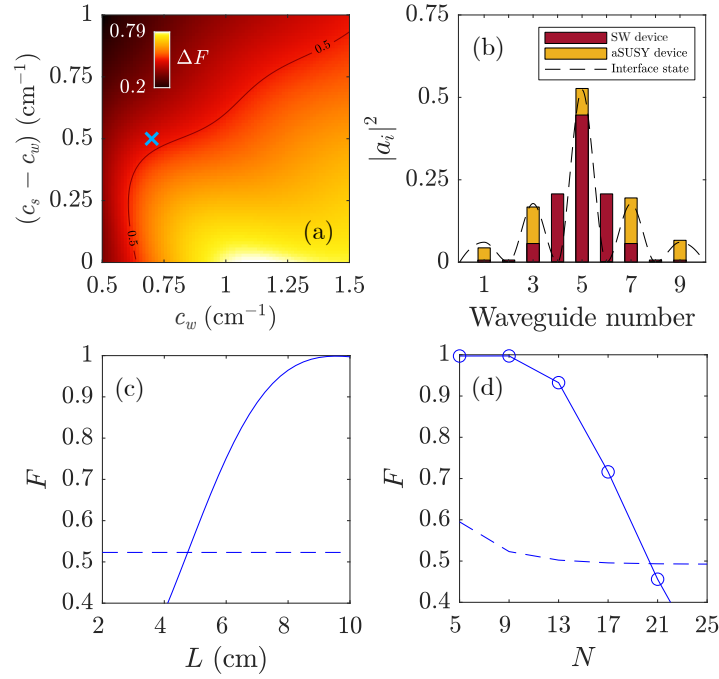 1
0.75
0.5
0.25
0
(c_s − c_w) (cm⁻¹)
0.79
0.2
ΔF
0.5
0.5
(a)
0.5 0.75 1 1.25 1.5
c_w (cm⁻¹)
(b)
SW device
aSUSY device
Interface state
0.5
0.25
0
|a_i|²
1 3 5 7 9
Waveguide number
1
0.9
0.8
0.7
0.6
0.5
0.4
F
(c)
2 4 6 8 10
L (cm)
1
0.9
0.8
0.7
0.6
0.5
0.4
F
(d)
5 9 13 17 21 25
N